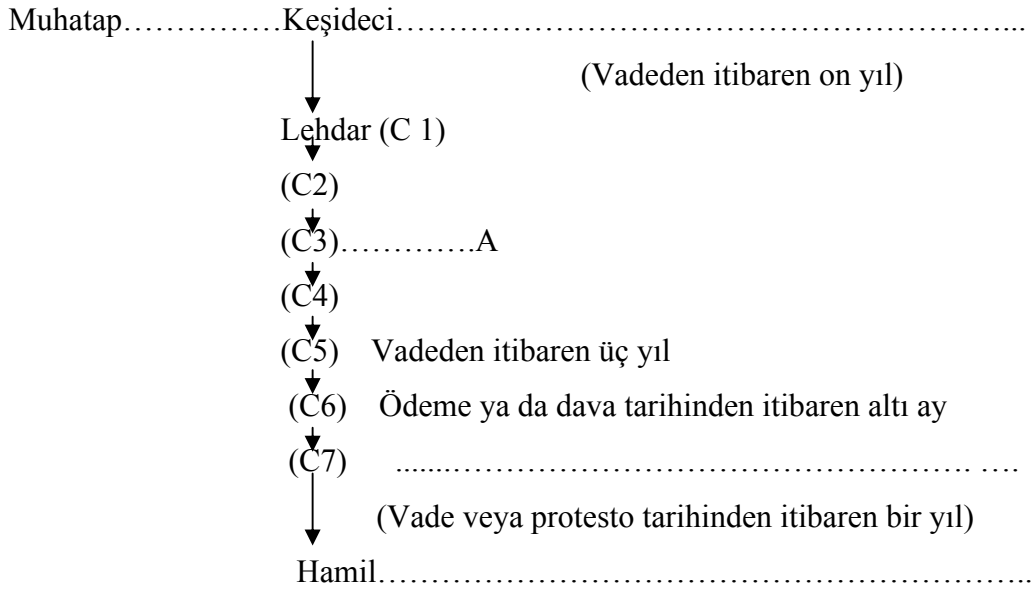 Muhatap……………Keşideci…………………………………………………...
(Vadeden itibaren on yıl)
Lehdar (C 1)
(C2)
(C3)………….A
(C4)
(C5) Vadeden itibaren üç yıl
(C6) Ödeme ya da dava tarihinden itibaren altı ay
(C7) .......…………………………………………. ….
(Vade veya protesto tarihinden itibaren bir yıl)
Hamil……………………………………………………..